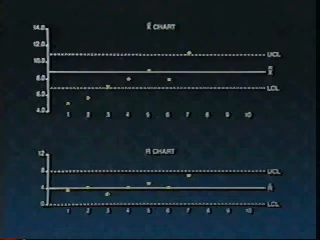 X̄ CHART
14.0
12.0
10.0
8.0
6.0
4.0
UCL
X̿
LCL
1 2 3 4 5 6 7 8 9 10
R CHART
12
8
4
0
UCL
R̄
LCL
1 2 3 4 5 6 7 8 9 10